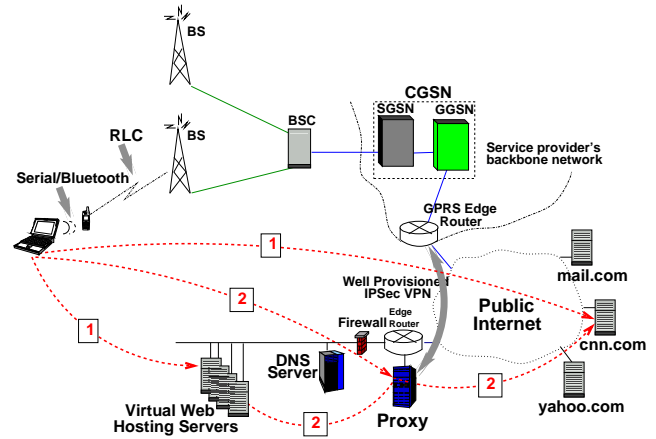 BS
CGSN
SGSN
GGSN
BSC
BS
RLC
Service provider's
backbone network
Serial/Bluetooth
GPRS Edge
Router
1
mail.com
Well Provisioned
IPSec VPN
2
Public
Internet
1
Edge
Router
Firewall
cnn.com
DNS
Server
2
yahoo.com
Virtual Web
Hosting Servers
2
Proxy